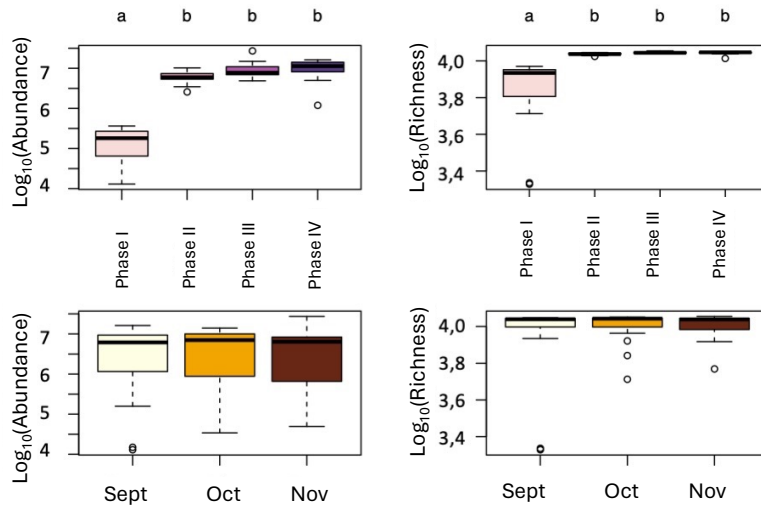 a b b b
Log10(Abundance)
7
6
5
4
Phase I
Phase II
Phase III
Phase IV
a b b b
Log10(Richness)
4,0
3,8
3,6
3,4
Phase I
Phase II
Phase III
Phase IV
Log10(Abundance)
7
6
5
4
Sept Oct Nov
Log10(Richness)
4,0
3,8
3,6
3,4
Sept Oct Nov